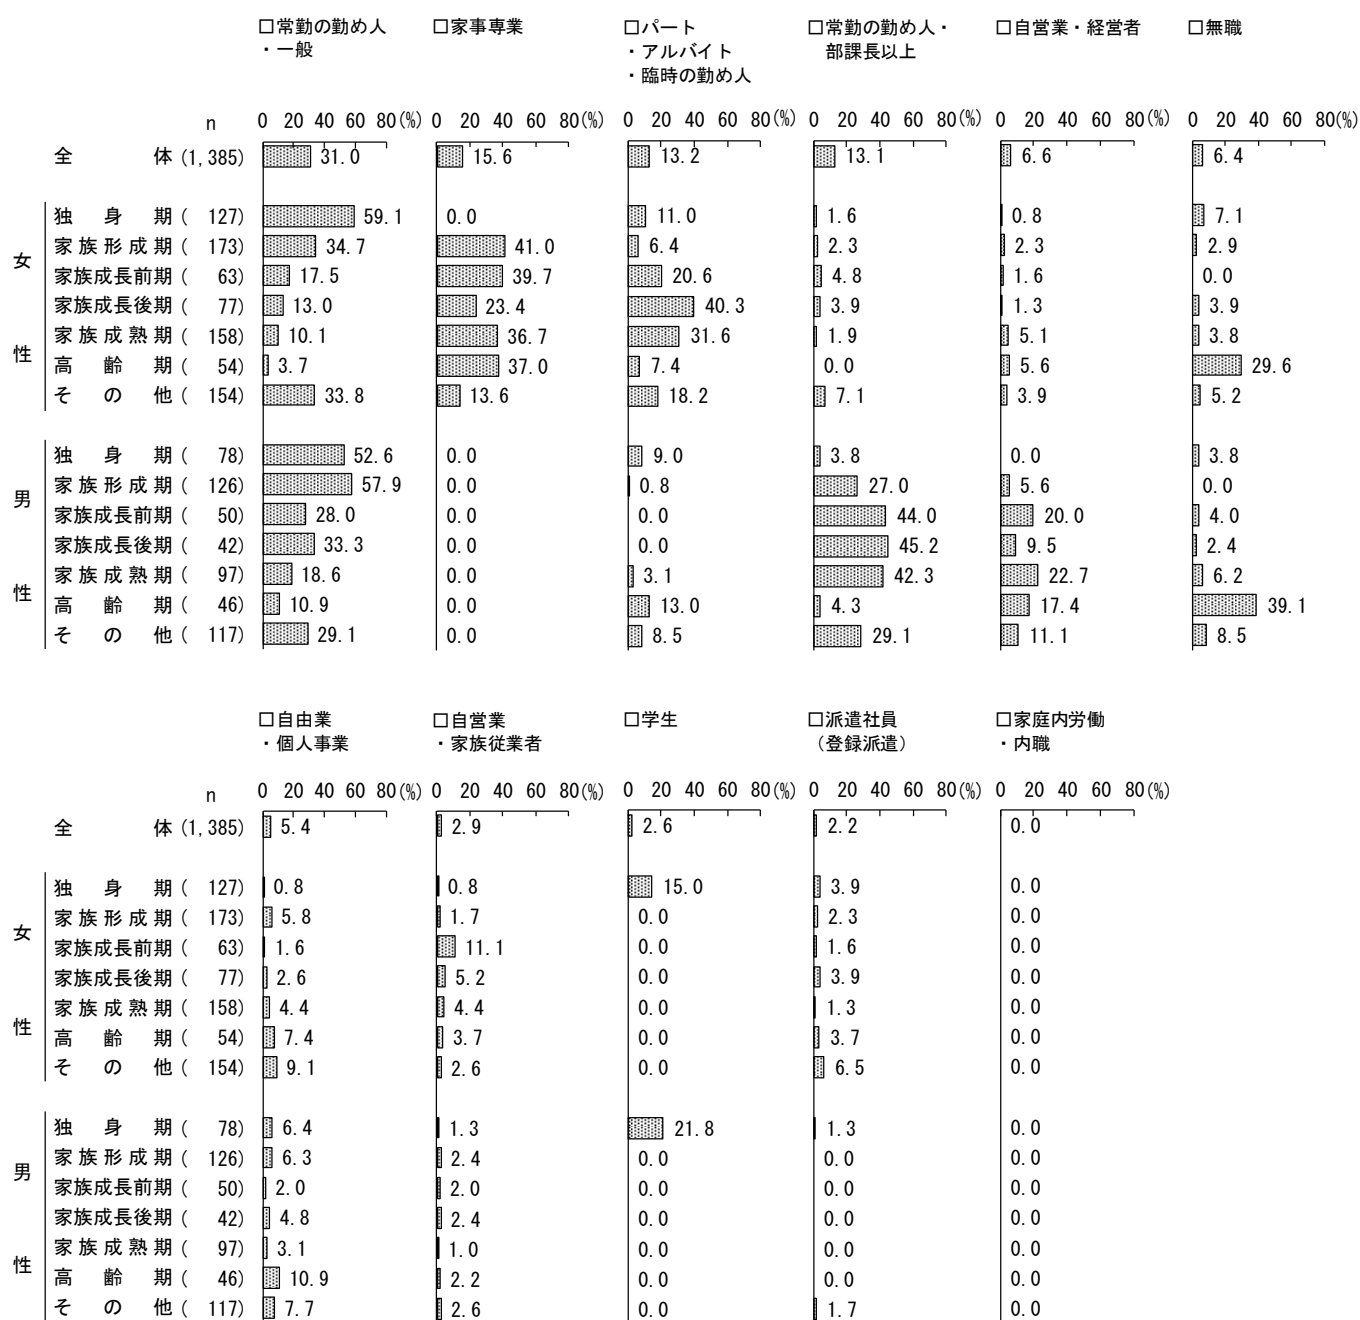 □常勤の勤め人 □家事専業 □パート □常勤の勤め人・ □自営業・経営者 □無職
・一般 ・アルバイト 部課長以上
・臨時の勤め人
n 0 20 40 60 80(%) 0 20 40 60 80(%) 0 20 40 60 80(%) 0 20 40 60 80(%) 0 20 40 60 80(%) 0 20 40 60 80(%)
全体(1,385) 31.0 15.6 13.2 13.1 6.6 6.4
女性
独身期( 127) 59.1 0.0 11.0 1.6 0.8 7.1
家族形成期( 173) 34.7 41.0 6.4 2.3 2.3 2.9
家族成長前期( 63) 17.5 39.7 20.6 4.8 1.6 0.0
家族成長後期( 77) 13.0 23.4 40.3 3.9 1.3 3.9
家族成熟期( 158) 10.1 36.7 31.6 1.9 5.1 3.8
高齢期( 54) 3.7 37.0 7.4 0.0 5.6 29.6
その他( 154) 33.8 13.6 18.2 7.1 3.9 5.2
男性
独身期( 78) 52.6 0.0 9.0 3.8 0.0 3.8
家族形成期( 126) 57.9 0.0 0.8 27.0 5.6 0.0
家族成長前期( 50) 28.0 0.0 0.0 44.0 20.0 4.0
家族成長後期( 42) 33.3 0.0 0.0 45.2 9.5 2.4
家族成熟期( 97) 18.6 0.0 3.1 42.3 22.7 6.2
高齢期( 46) 10.9 0.0 13.0 4.3 17.4 39.1
その他( 117) 29.1 0.0 8.5 29.1 11.1 8.5
□自由業 □自営業 □学生 □派遣社員 □家庭内労働
・個人事業 ・家族従業者 (登録派遣) ・内職
n 0 20 40 60 80(%) 0 20 40 60 80(%) 0 20 40 60 80(%) 0 20 40 60 80(%) 0 20 40 60 80(%)
全体(1,385) 5.4 2.9 2.6 2.2 0.0
女性
独身期( 127) 0.8 0.8 15.0 3.9 0.0
家族形成期( 173) 5.8 1.7 0.0 2.3 0.0
家族成長前期( 63) 1.6 11.1 0.0 1.6 0.0
家族成長後期( 77) 2.6 5.2 0.0 3.9 0.0
家族成熟期( 158) 4.4 4.4 0.0 1.3 0.0
高齢期( 54) 7.4 3.7 0.0 3.7 0.0
その他( 154) 9.1 2.6 0.0 6.5 0.0
男性
独身期( 78) 6.4 1.3 21.8 1.3 0.0
家族形成期( 126) 6.3 2.4 0.0 0.0 0.0
家族成長前期( 50) 2.0 2.0 0.0 0.0 0.0
家族成長後期( 42) 4.8 2.4 0.0 0.0 0.0
家族成熟期( 97) 3.1 1.0 0.0 0.0 0.0
高齢期( 46) 10.9 2.2 0.0 0.0 0.0
その他( 117) 7.7 2.6 0.0 1.7 0.0